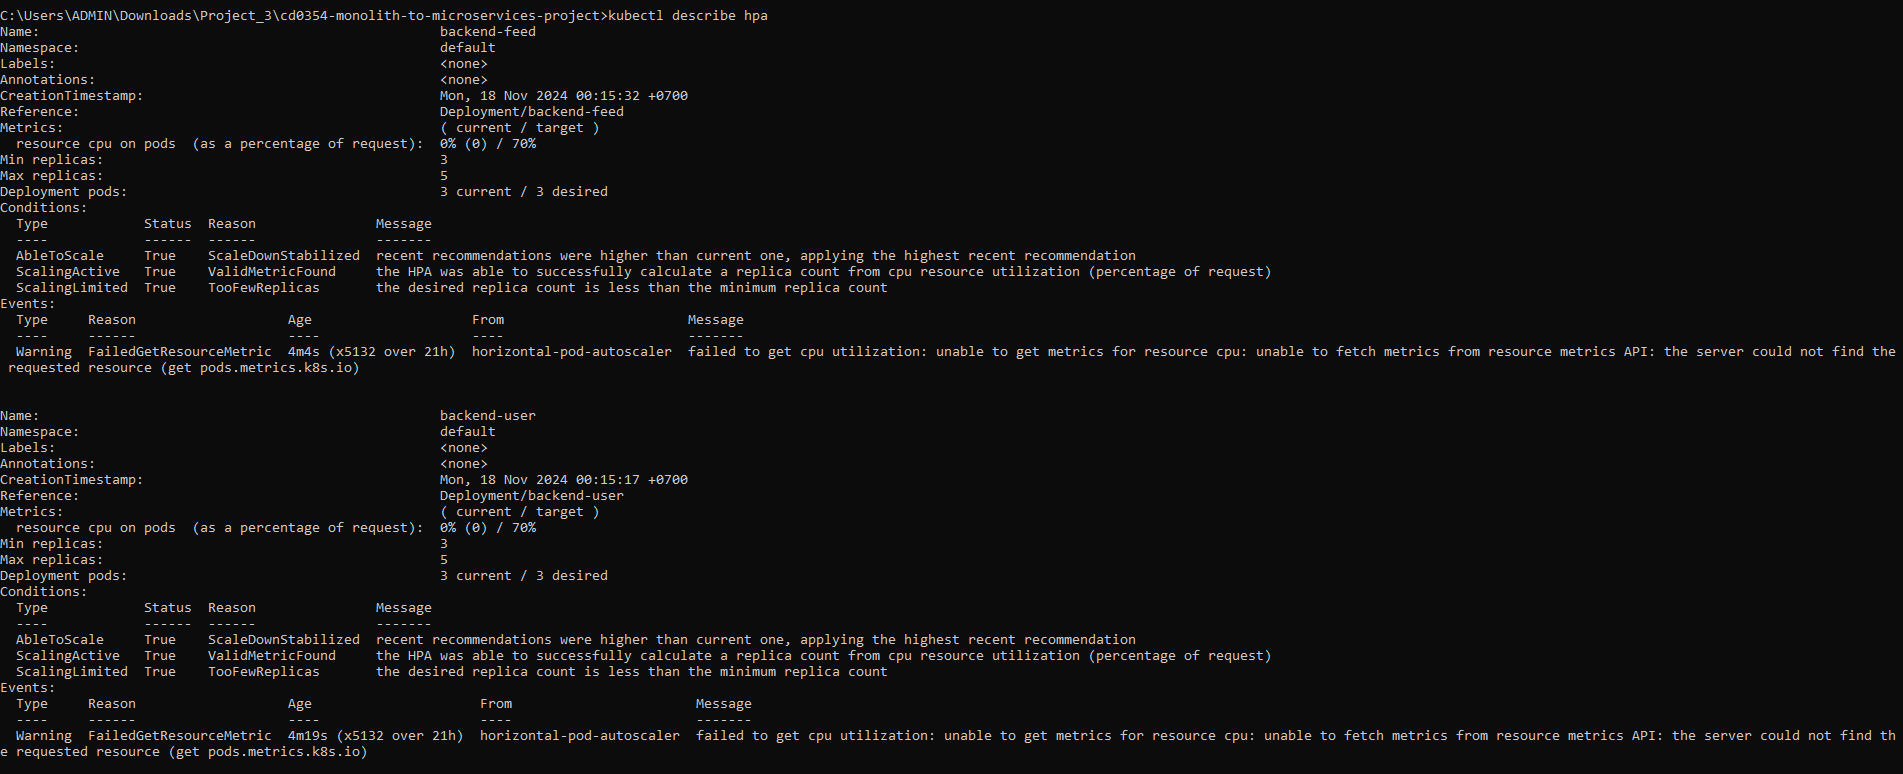 C:\Users\ADMIN\Downloads\Project_3\cd0354-monolith-to-microservices-project>kubectl describe hpa
Name:                                                  backend-feed
Namespace:                                             default
Labels:                                                <none>
Annotations:                                           <none>
CreationTimestamp:                                     Mon, 18 Nov 2024 00:15:32 +0700
Reference:                                             Deployment/backend-feed
Metrics:                                               ( current / target )
  resource cpu on pods  (as a percentage of request):  0% (0) / 70%
Min replicas:                                          3
Max replicas:                                          5
Deployment pods:                                       3 current / 3 desired
Conditions:
  Type            Status  Reason               Message
  ----            ------  ------               -------
  AbleToScale     True    ScaleDownStabilized  recent recommendations were higher than current one, applying the highest recent recommendation
  ScalingActive   True    ValidMetricFound     the HPA was able to successfully calculate a replica count from cpu resource utilization (percentage of request)
  ScalingLimited  True    TooFewReplicas       the desired replica count is less than the minimum replica count
Events:
  Type     Reason                   Age                    From                       Message
  ----     ------                   ----                   ----                       -------
  Warning  FailedGetResourceMetric  4m4s (x5132 over 21h)  horizontal-pod-autoscaler  failed to get cpu utilization: unable to get metrics for resource cpu: unable to fetch metrics from resource metrics API: the server could not find the
 requested resource (get pods.metrics.k8s.io)
Name:                                                  backend-user
Namespace:                                             default
Labels:                                                <none>
Annotations:                                           <none>
CreationTimestamp:                                     Mon, 18 Nov 2024 00:15:17 +0700
Reference:                                             Deployment/backend-user
Metrics:                                               ( current / target )
  resource cpu on pods  (as a percentage of request):  0% (0) / 70%
Min replicas:                                          3
Max replicas:                                          5
Deployment pods:                                       3 current / 3 desired
Conditions:
  Type            Status  Reason               Message
  ----            ------  ------               -------
  AbleToScale     True    ScaleDownStabilized  recent recommendations were higher than current one, applying the highest recent recommendation
  ScalingActive   True    ValidMetricFound     the HPA was able to successfully calculate a replica count from cpu resource utilization (percentage of request)
  ScalingLimited  True    TooFewReplicas       the desired replica count is less than the minimum replica count
Events:
  Type     Reason                   Age                     From                       Message
  ----     ------                   ----                    ----                       -------
  Warning  FailedGetResourceMetric  4m19s (x5132 over 21h)  horizontal-pod-autoscaler  failed to get cpu utilization: unable to get metrics for resource cpu: unable to fetch metrics from resource metrics API: the server could not find th
e requested resource (get pods.metrics.k8s.io)